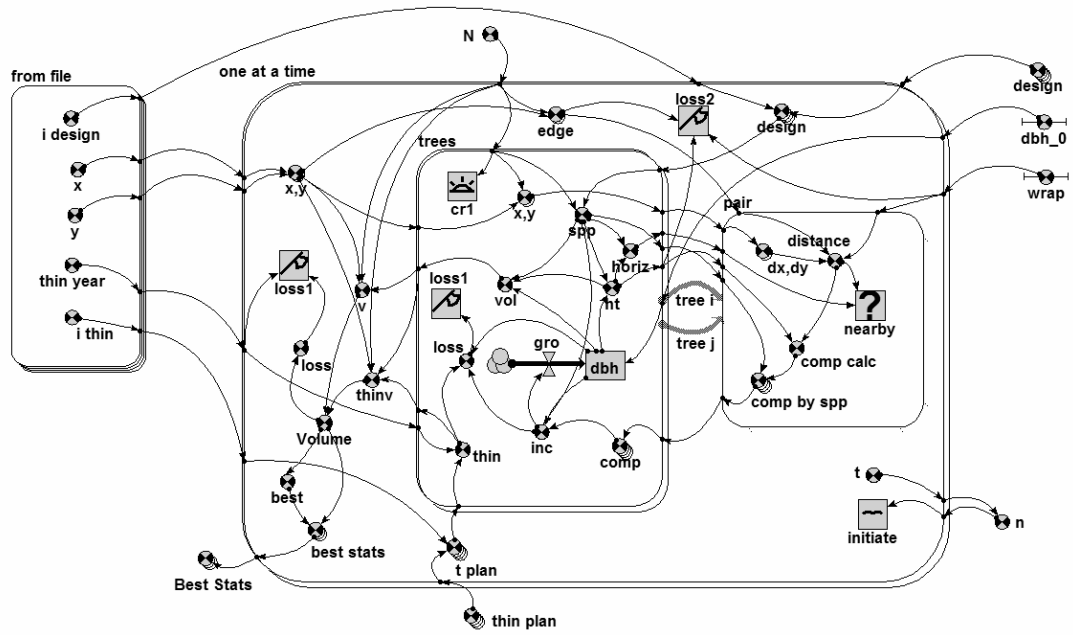 N
from file
one at a time
i design
x
y
thin year
i thin
x,y
edge
loss2
design
design
dbh_0
wrap
trees
cr1
x,y
spp
horiz
pair
distance
dx,dy
nearby
loss1
v
vol
ht
tree i
tree j
loss1
loss
gro
dbh
loss
thinv
comp calc
comp by spp
Volume
thin
inc
comp
best
best stats
t
n
initiate
Best Stats
t plan
thin plan
?